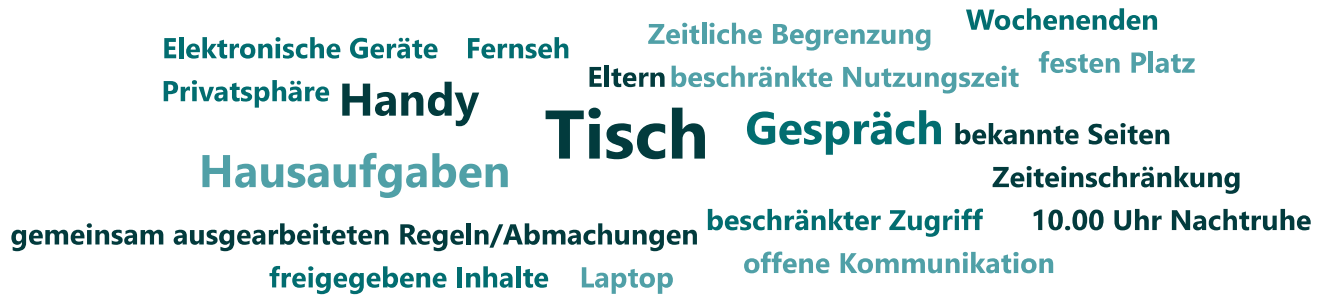 Wochenenden
Elektronische Geräte
Fernseh
Zeitliche Begrenzung
Eltern
beschränkte Nutzungszeit
festen Platz
Privatsphäre
Handy
Tisch
Gespräch
bekannte Seiten
Hausaufgaben
Zeiteinschränkung
gemeinsam ausgearbeiteten Regeln/Abmachungen
beschränkter Zugriff
10.00 Uhr Nachtruhe
freigegebene Inhalte
Laptop
offene Kommunikation